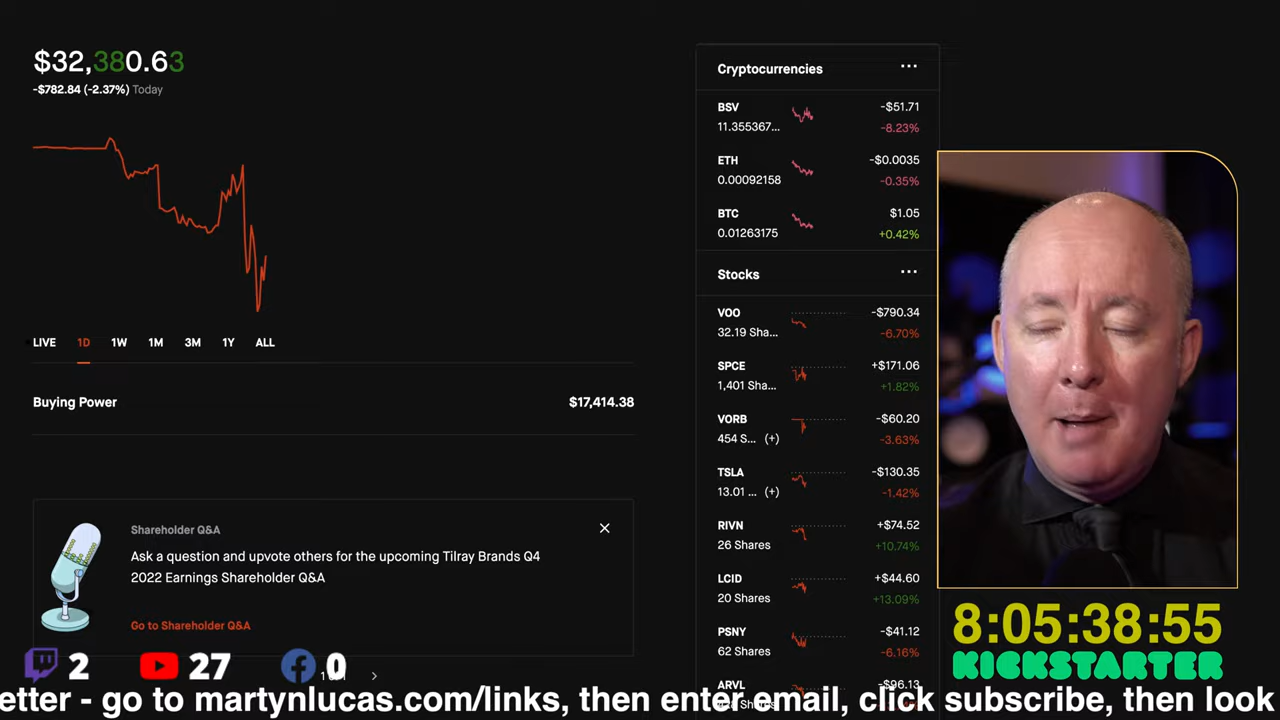 $32,380.63
-$782.84 (-2.37%) Today
LIVE 1D 1W 1M 3M 1Y ALL
Buying Power $17,414.38
Shareholder Q&A
Ask a question and upvote others for the upcoming Tilray Brands Q4
2022 Earnings Shareholder Q&A
Go to Shareholder Q&A
Cryptocurrencies
BSV -$51.71
11.355367... -8.23%
ETH -$0.0035
0.00092158 -0.35%
BTC $1.05
0.01263175 +0.42%
Stocks
VOO -$790.34
32.19 Sha... -6.70%
SPCE +$171.06
1,401 Sha... +1.82%
VORB -$60.20
454 S... (+) -3.63%
TSLA -$130.35
13.01 ... (+) -1.42%
RIVN +$74.52
26 Shares +10.74%
LCID +$44.60
20 Shares +13.09%
PSNY -$41.12
62 Shares -6.16%
ARVL -$96.13
8:05:38:55
KICKSTARTER
2 27 0
etter - go to martynlucas.com/links, then enter email, click subscribe, then look